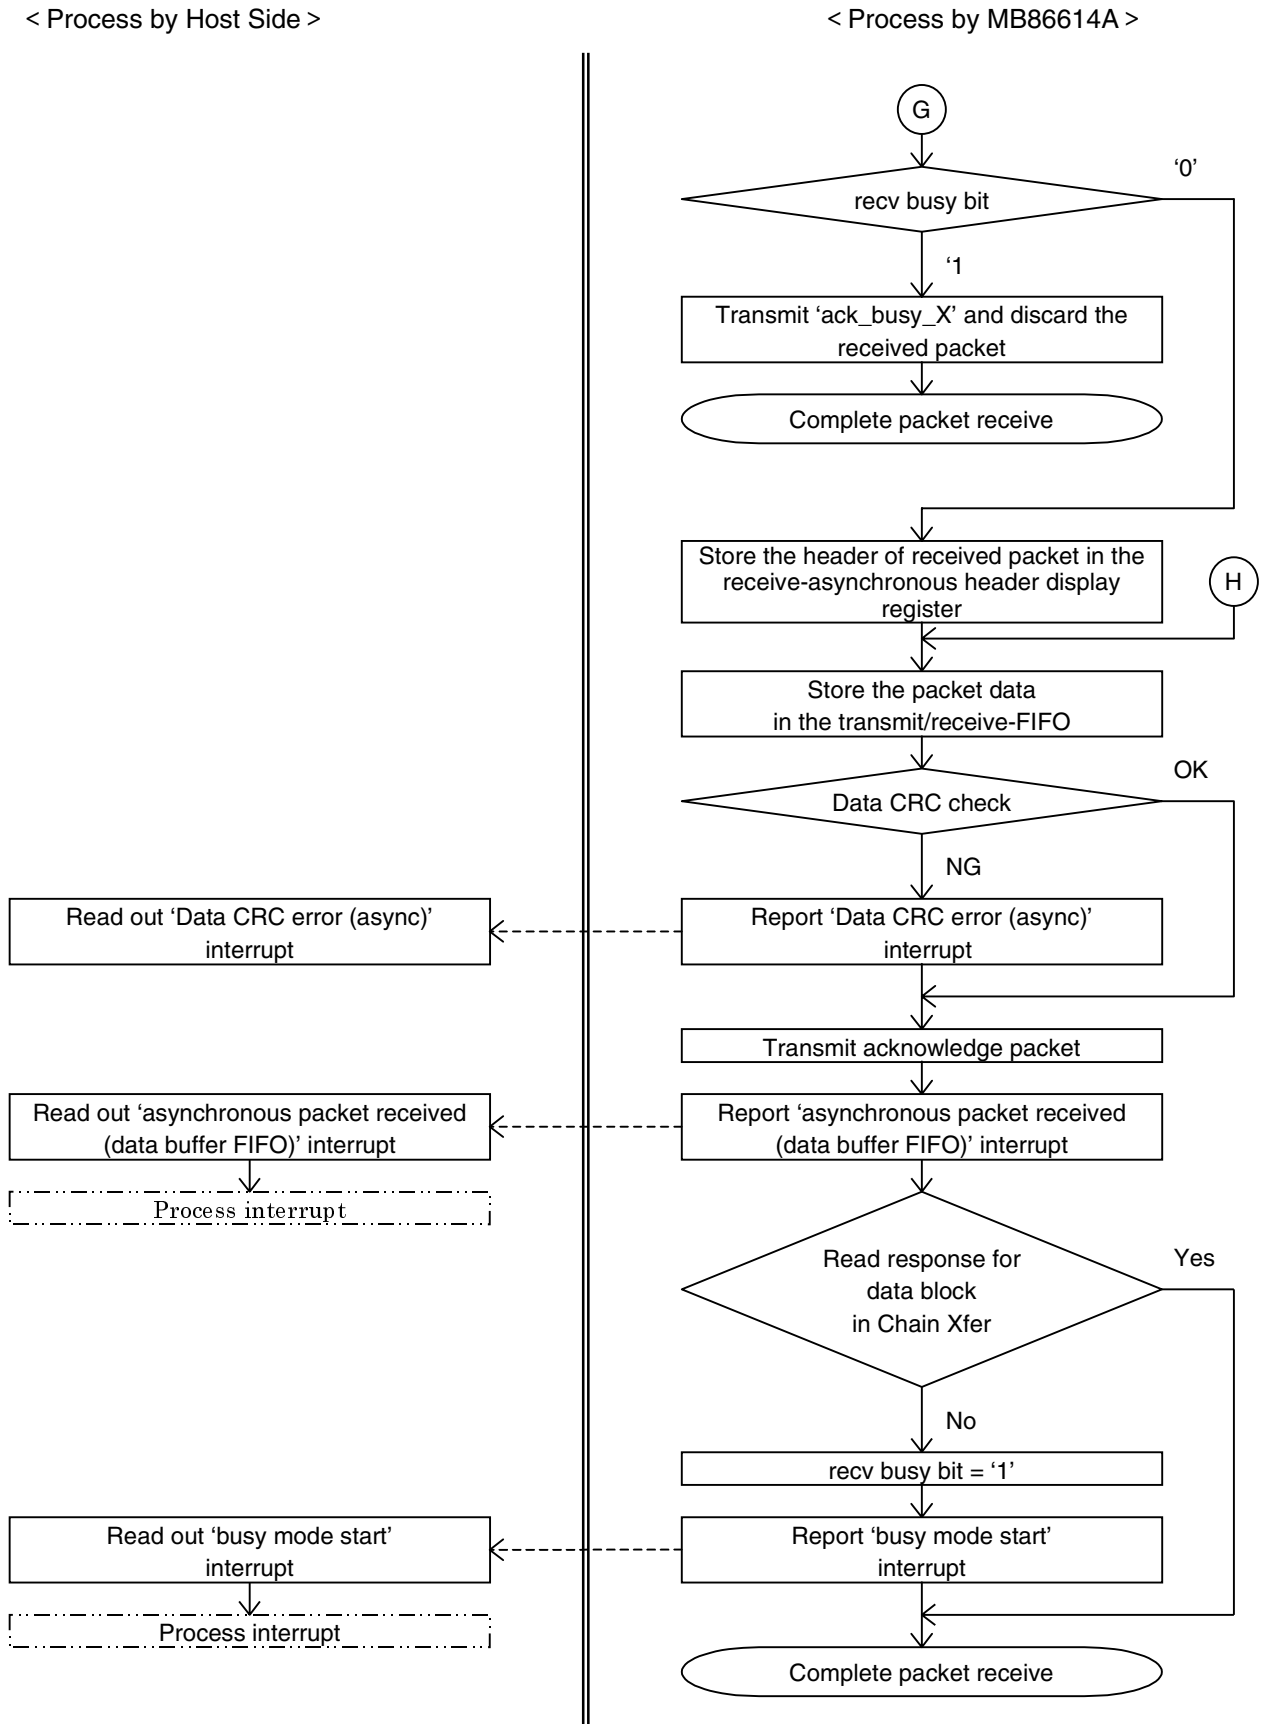 < Process by Host Side >
< Process by MB86614A >
G
‘0’
recv busy bit
‘1
Transmit ‘ack_busy_X’ and discard the
received packet
Complete packet receive
Store the header of received packet in the
receive-asynchronous header display
register
H
Store the packet data
in the transmit/receive-FIFO
OK
Data CRC check
NG
Read out ‘Data CRC error (async)’
interrupt
Report ‘Data CRC error (async)’
interrupt
Transmit acknowledge packet
Read out ‘asynchronous packet received
(data buffer FIFO)’ interrupt
Report ‘asynchronous packet received
(data buffer FIFO)’ interrupt
Process interrupt
Read response for
data block
in Chain Xfer
Yes
No
recv busy bit = ‘1’
Read out ‘busy mode start’
interrupt
Report ‘busy mode start’
interrupt
Process interrupt
Complete packet receive